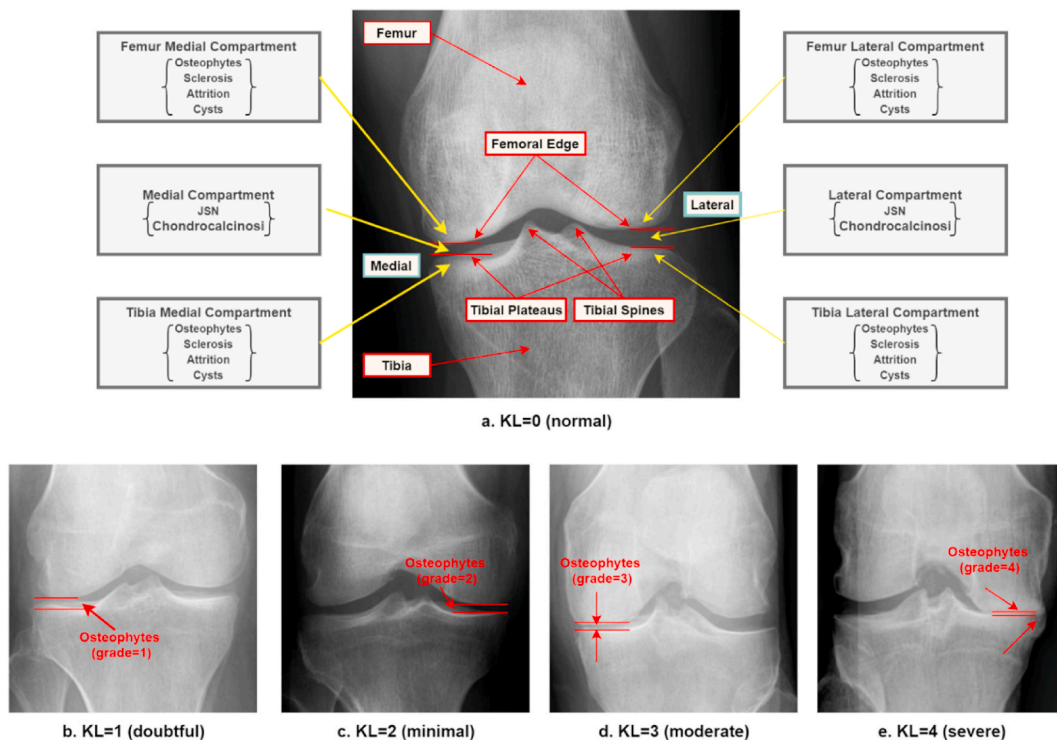 Femur Medial Compartment
Osteophytes
Sclerosis
Attrition
Cysts
Medial Compartment
JSN
Chondrocalcinosi
Tibia Medial Compartment
Osteophytes
Sclerosis
Attrition
Cysts
Femur
Femoral Edge
Lateral
Medial
Tibial Plateaus
Tibial Spines
Tibia
Femur Lateral Compartment
Osteophytes
Sclerosis
Attrition
Cysts
Lateral Compartment
JSN
Chondrocalcinosi
Tibia Lateral Compartment
Osteophytes
Sclerosis
Attrition
Cysts
a. KL=0 (normal)
Osteophytes
(grade=1)
b. KL=1 (doubtful)
Osteophytes
(grade=2)
c. KL=2 (minimal)
Osteophytes
(grade=3)
d. KL=3 (moderate)
Osteophytes
(grade=4)
e. KL=4 (severe)